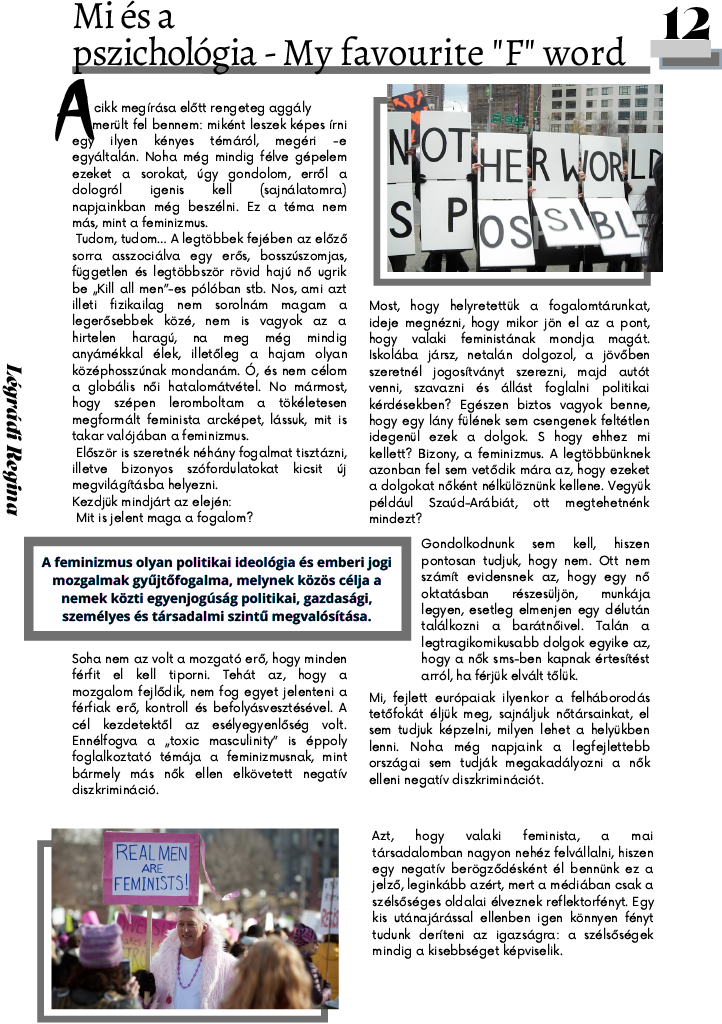 Mi és a
pszichológia - My favourite "F" word
12
A cikk megírása előtt rengeteg aggály
merült fel bennem: miként leszek képes írni
egy ilyen kényes témáról, megéri -e
egyáltalán. Noha még mindig félve gépelem
ezeket a sorokat, úgy gondolom, erről a
dologról igenis kell (sajnálatomra)
napjainkban még beszélni. Ez a téma nem
más, mint a feminizmus.
Tudom, tudom... A legtöbbek fejében az előző
sorra asszociálva egy erős, bosszúszomjas,
független és legtöbbször rövid hajú nő ugrik
be „Kill all men”-es pólóban stb. Nos, ami azt
illeti fizikailag nem sorolnám magam a
legerősebbek közé, nem is vagyok az a
hirtelen haragú, na meg még mindig
anyámékkal élek, illetőleg a hajam olyan
középhosszúnak mondanám. Ó, és nem célom
a globális női hatalomátvétel. No mármost,
hogy szépen leromboltam a tökéletesen
megformált feminista arcképet, lássuk, mit is
takar valójában a feminizmus.
Először is szeretnék néhány fogalmat tisztázni,
illetve bizonyos szófordulatokat kicsit új
megvilágításba helyezni.
Kezdjük mindjárt az elején:
Mit is jelent maga a fogalom?
Légrádi Regina
A feminizmus olyan politikai ideológia és emberi jogi
mozgalmak gyűjtőfogalma, melynek közös célja a
nemek közti egyenjogúság politikai, gazdasági,
személyes és társadalmi szintű megvalósítása.
Soha nem az volt a mozgató erő, hogy minden
férfit el kell tiporni. Tehát az, hogy a
mozgalom fejlődik, nem fog egyet jelenteni a
férfiak erő, kontroll és befolyásvesztésével. A
cél kezdetektől az esélyegyenlőség volt.
Ennélfogva a „toxic masculinity” is éppoly
foglalkoztató témája a feminizmusnak, mint
bármely más nők ellen elkövetett negatív
diszkrimináció.
REAL MEN
ARE
FEMINISTS!
NOTHER WORLD
S POSSIBLE
Most, hogy helyretettük a fogalomtárunkat,
ideje megnézni, hogy mikor jön el az a pont,
hogy valaki feministának mondja magát.
Iskolába jársz, netalán dolgozol, a jövőben
szeretnél jogosítványt szerezni, majd autót
venni, szavazni és állást foglalni politikai
kérdésekben? Egészen biztos vagyok benne,
hogy egy lány fülének sem csengenek feltétlen
idegenül ezek a dolgok. S hogy ehhez mi
kellett? Bizony, a feminizmus. A legtöbbünknek
azonban fel sem vetődik mára az, hogy ezeket
a dolgokat nőként nélkülöznünk kellene. Vegyük
például Szaúd-Arábiát, ott megtehetnénk
mindezt?
Gondolkodnunk sem kell, hiszen
pontosan tudjuk, hogy nem. Ott nem
számít evidensnek az, hogy egy nő
oktatásban részesüljön, munkája
legyen, esetleg elmenjen egy délután
találkozni a barátnőivel. Talán a
legtragikomikusabb dolgok egyike az,
hogy a nők sms-ben kapnak értesítést
arról, ha férjük elvált tőlük.
Mi, fejlett európaiak ilyenkor a felháborodás
tetőfokát éljük meg, sajnáljuk nőtársainkat, el
sem tudjuk képzelni, milyen lehet a helyükben
lenni. Noha még napjaink a legfejlettebb
országai sem tudják megakadályozni a nők
elleni negatív diszkriminációt.
Azt, hogy valaki feminista, a mai
társadalomban nagyon nehéz felvállalni, hiszen
egy negatív berögződésként él bennünk ez a
jelző, leginkább azért, mert a médiában csak a
szélsőséges oldalai élveznek reflektorfényt. Egy
kis utánajárással ellenben igen könnyen fényt
tudunk deríteni az igazságra: a szélsőségek
mindig a kisebbséget képviselik.